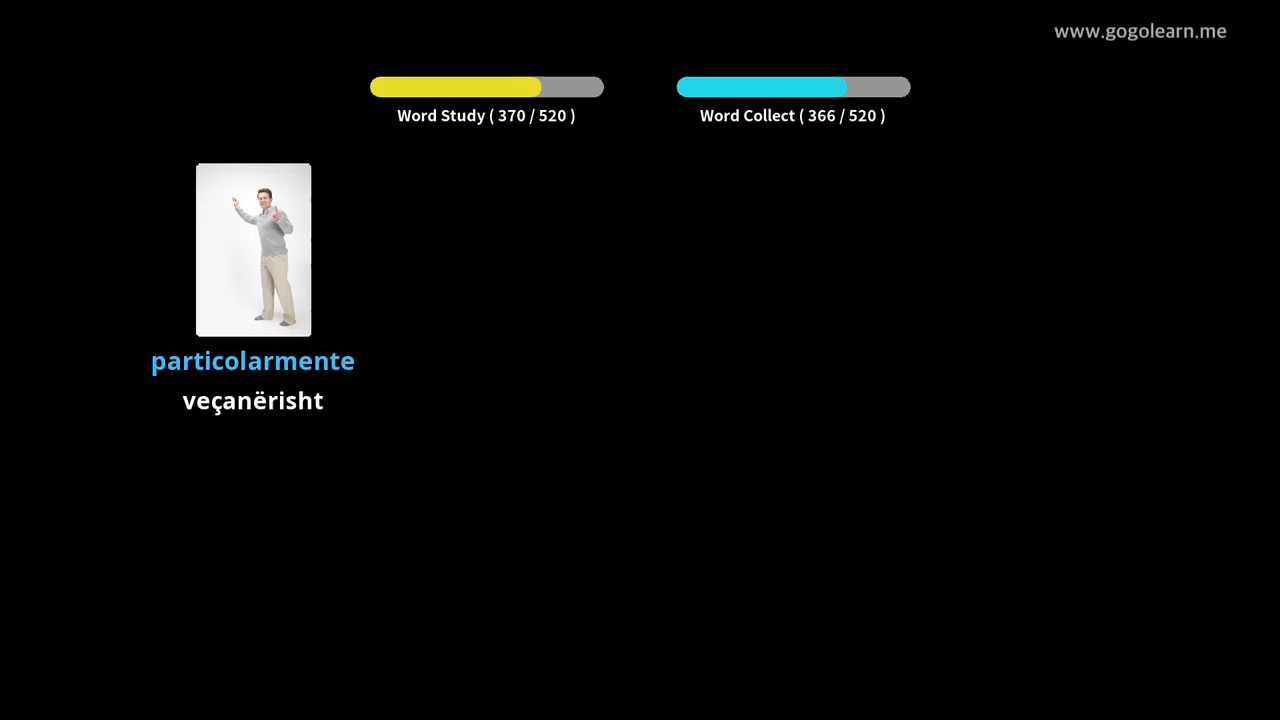 www.gogolearn.me
Word Study ( 370 / 520 )
Word Collect ( 366 / 520 )
particolarmente
veçanërisht